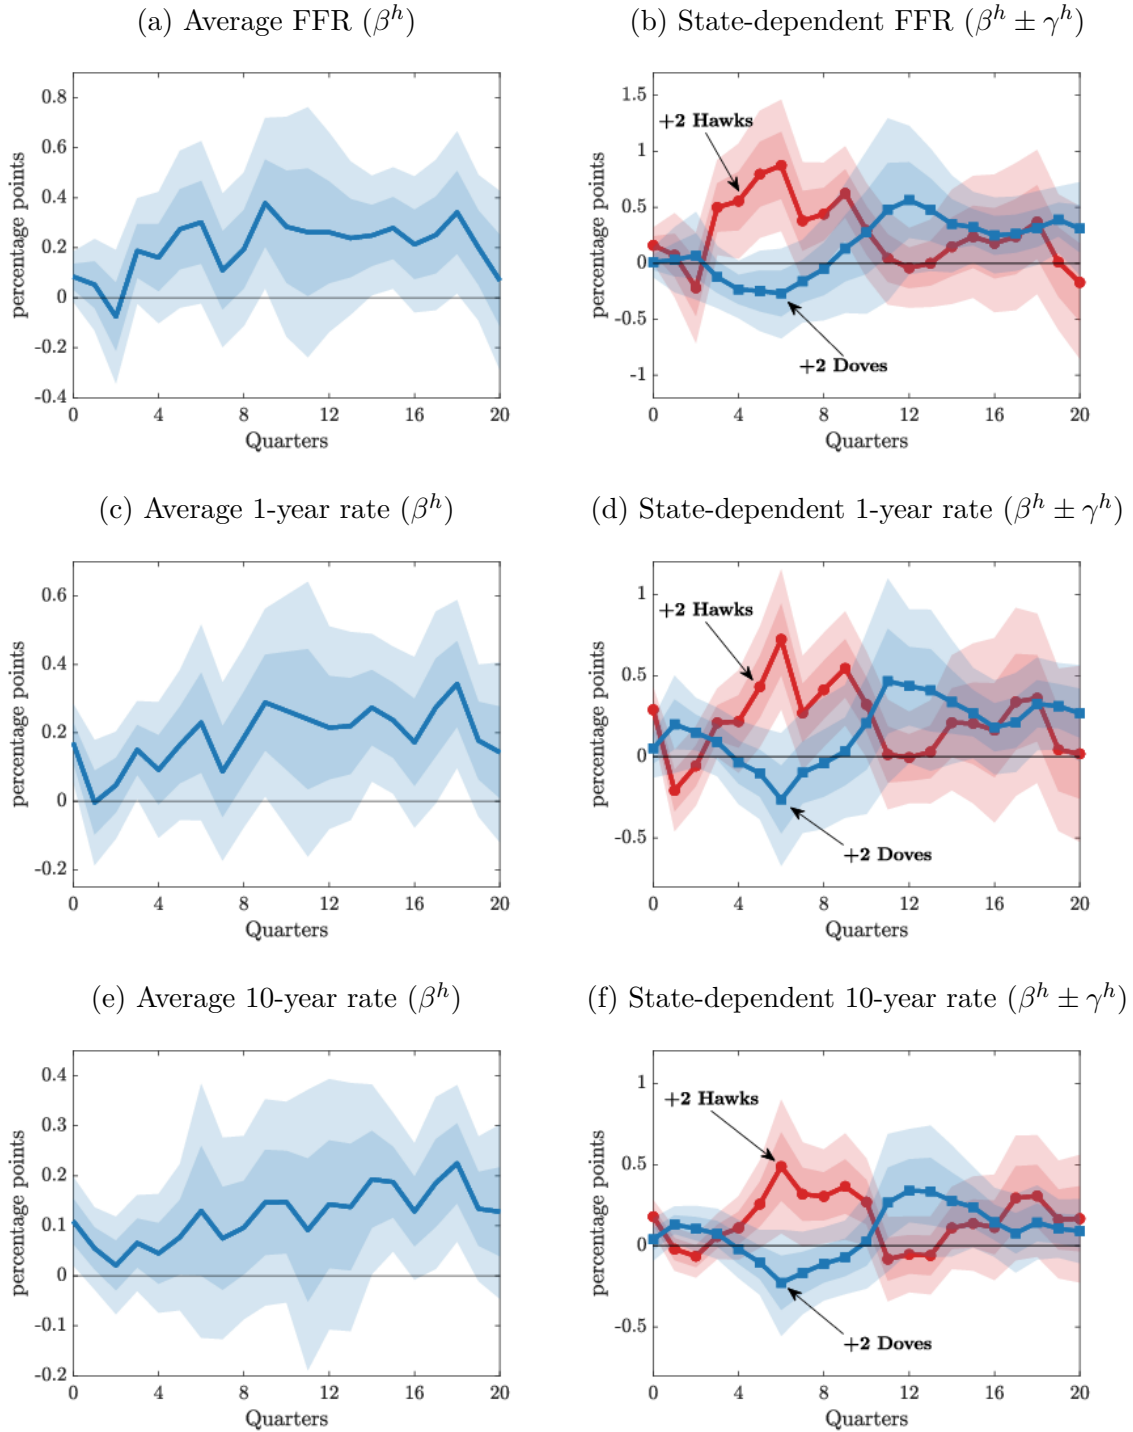 (a) Average FFR (β^h)
(b) State-dependent FFR (β^h ± γ^h)
percentage points
0.8
0.6
0.4
0.2
0
-0.2
-0.4
0 4 8 12 16 20
Quarters
percentage points
1.5
1
0.5
0
-0.5
-1
+2 Hawks
+2 Doves
0 4 8 12 16 20
Quarters
(c) Average 1-year rate (β^h)
(d) State-dependent 1-year rate (β^h ± γ^h)
percentage points
0.6
0.4
0.2
0
-0.2
0 4 8 12 16 20
Quarters
percentage points
1
0.5
0
-0.5
+2 Hawks
+2 Doves
0 4 8 12 16 20
Quarters
(e) Average 10-year rate (β^h)
(f) State-dependent 10-year rate (β^h ± γ^h)
percentage points
0.4
0.3
0.2
0.1
0
-0.1
-0.2
0 4 8 12 16 20
Quarters
percentage points
1
0.5
0
-0.5
+2 Hawks
+2 Doves
0 4 8 12 16 20
Quarters